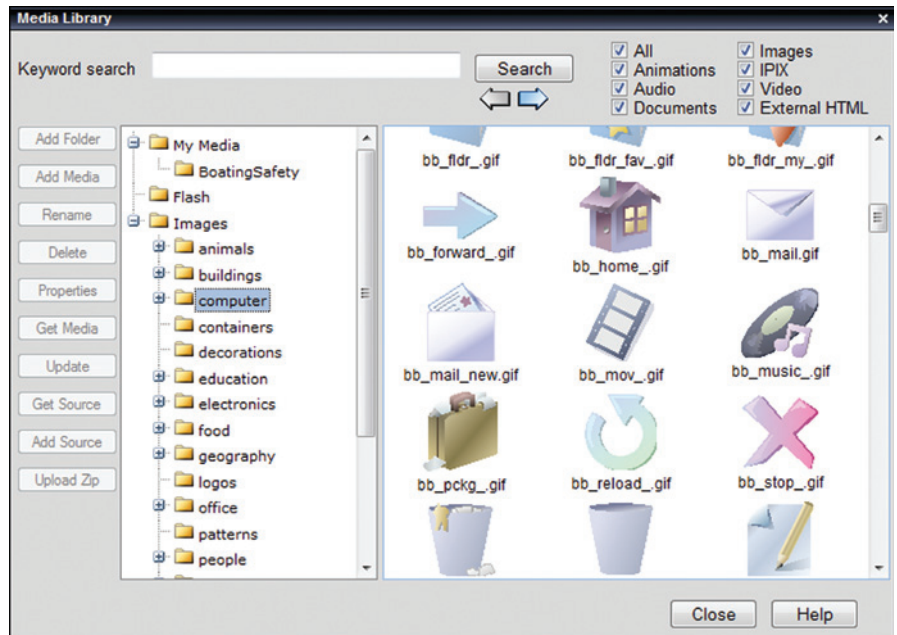 Media Library
Keyword search
Search
All
Animations
Audio
Documents
Images
IPIX
Video
External HTML
Add Folder
Add Media
Rename
Delete
Properties
Get Media
Update
Get Source
Add Source
Upload Zip
My Media
BoatingSafety
Flash
Images
animals
buildings
computer
containers
decorations
education
electronics
food
geography
logos
office
patterns
people
bb_fldr_.gif bb_fldr_fav_.gif bb_fldr_my_.gif
bb_forward_.gif bb_home_.gif bb_mail.gif
bb_mail_new.gif bb_mov_.gif bb_music_.gif
bb_pckg_.gif bb_reload_.gif bb_stop_.gif
Close Help